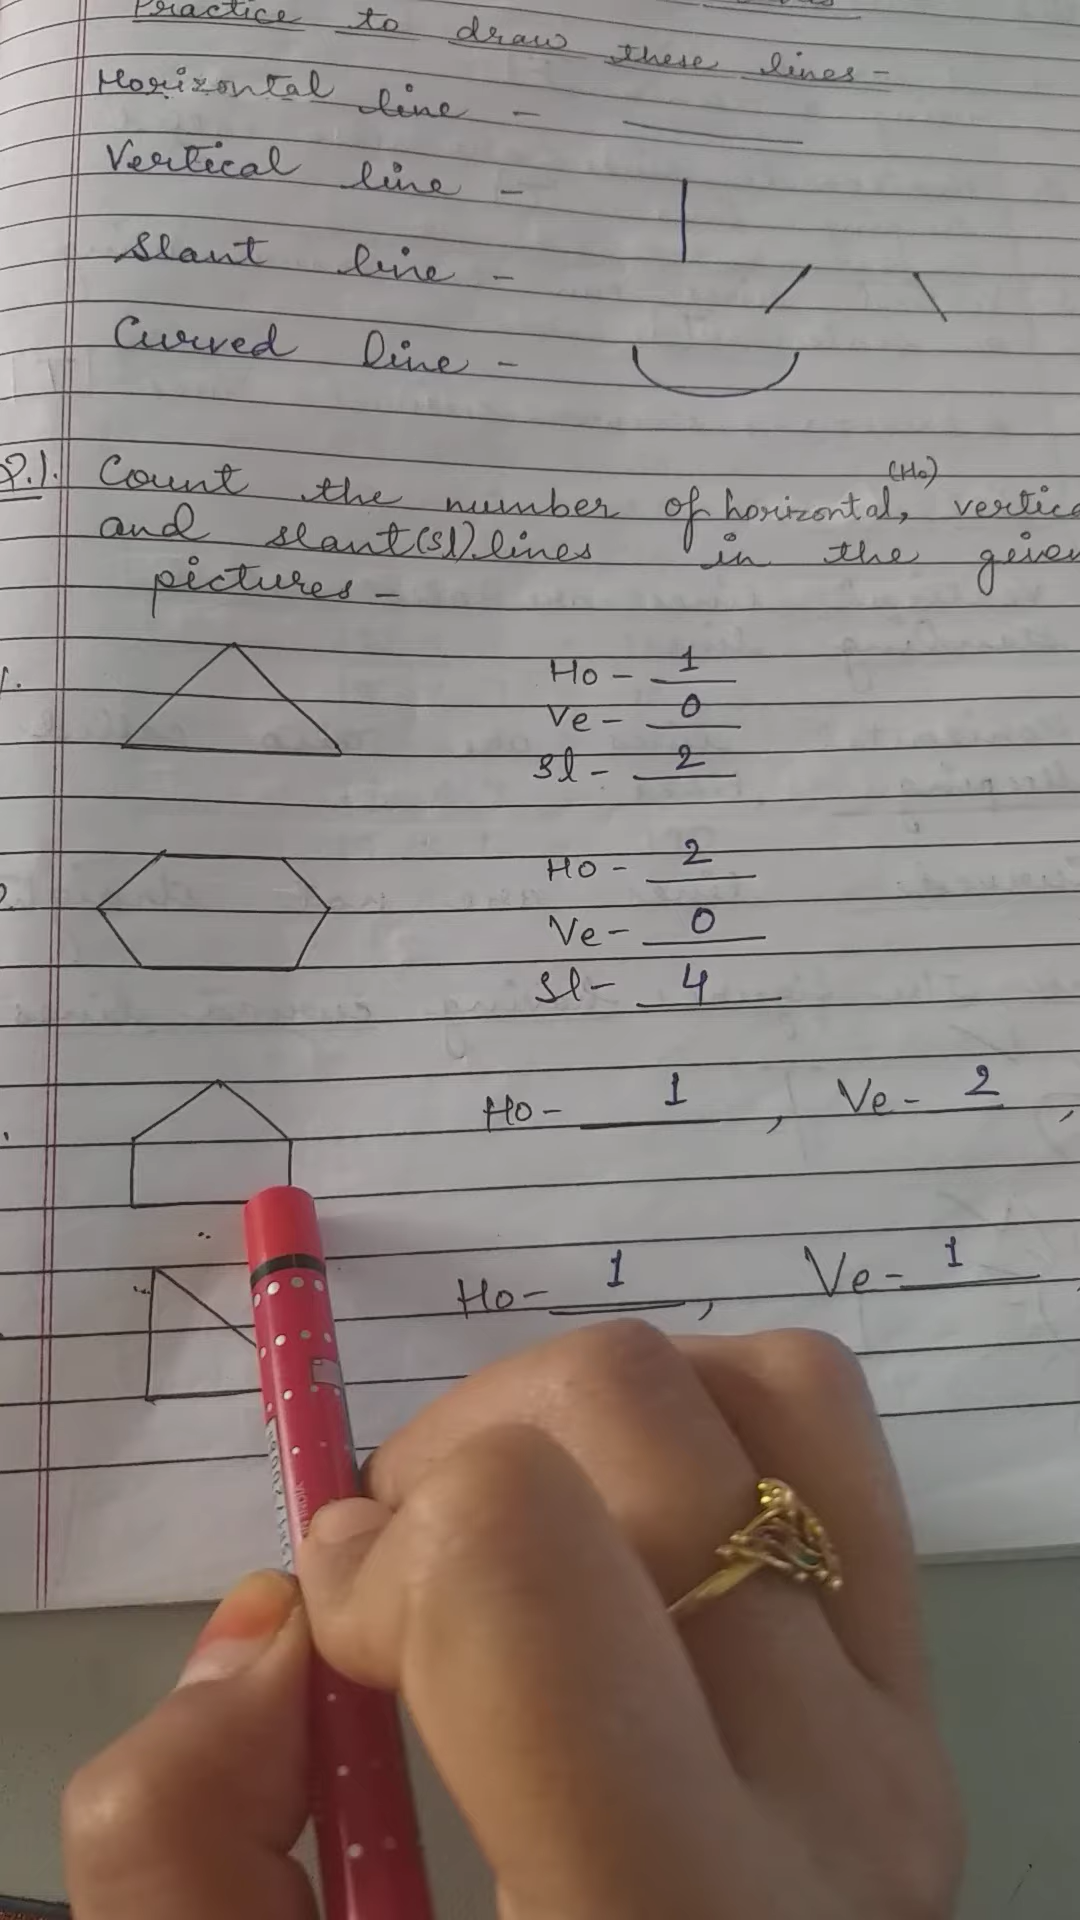 Practice to draw these lines -
Horizontal line -
Vertical line -
Slant line -
Curved line -
Q.1. Count the number of horizontal, (Ho)
and slant (sl). lines in the given
pictures -
Ho - 1
Ve - 0
Sl - 2
Ho - 2
Ve - 0
Sl - 4
Ho - 1, Ve - 2,
Ho - 1, Ve - 1